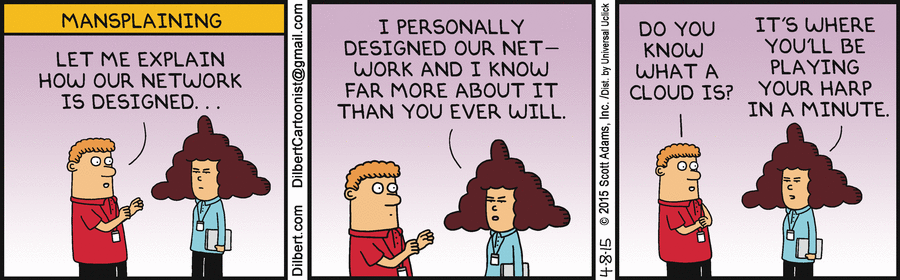 MANSPLAINING
LET ME EXPLAIN
HOW OUR NETWORK
IS DESIGNED...
Dilbert.com DilbertCartoonist@gmail.com
I PERSONALLY
DESIGNED OUR NET—
WORK AND I KNOW
FAR MORE ABOUT IT
THAN YOU EVER WILL.
4-8-15 © 2015 Scott Adams, Inc. /Dist. by Universal Uclick
DO YOU
KNOW
WHAT A
CLOUD IS?
IT'S WHERE
YOU'LL BE
PLAYING
YOUR HARP
IN A MINUTE.